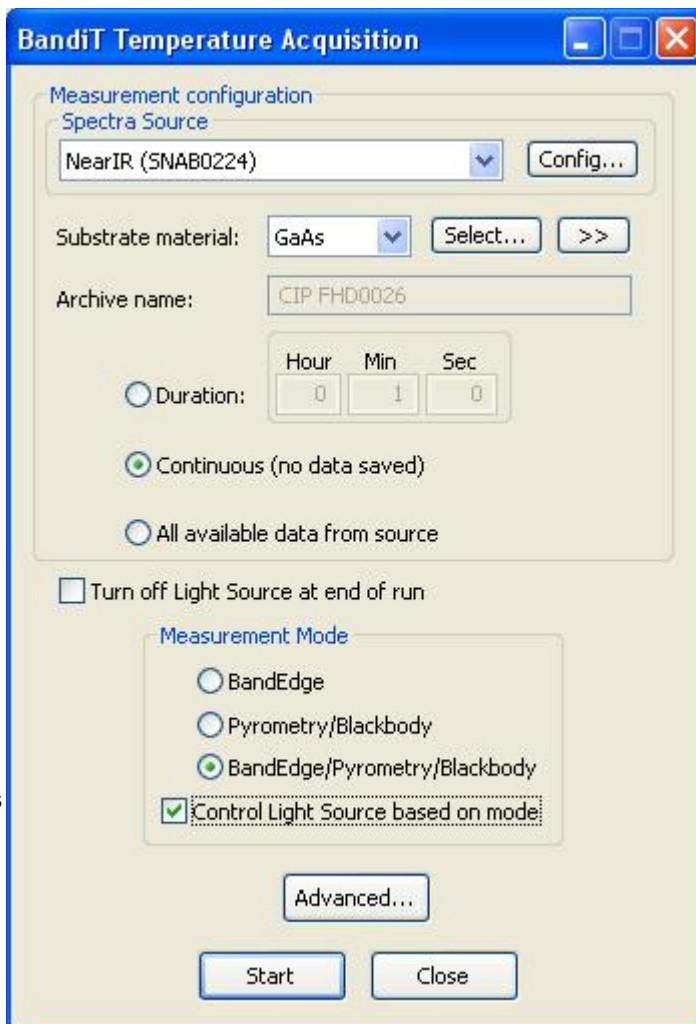 BandiT Temperature Acquisition
Measurement configuration
Spectra Source
NearIR (SNAB0224)
Config...
Substrate material:
GaAs
Select...
>>
Archive name:
CIP FHD0026
Hour Min Sec
Duration:
0 1 0
Continuous (no data saved)
All available data from source
Turn off Light Source at end of run
Measurement Mode
BandEdge
Pyrometry/Blackbody
BandEdge/Pyrometry/Blackbody
s
Control Light Source based on mode
Advanced...
Start
Close